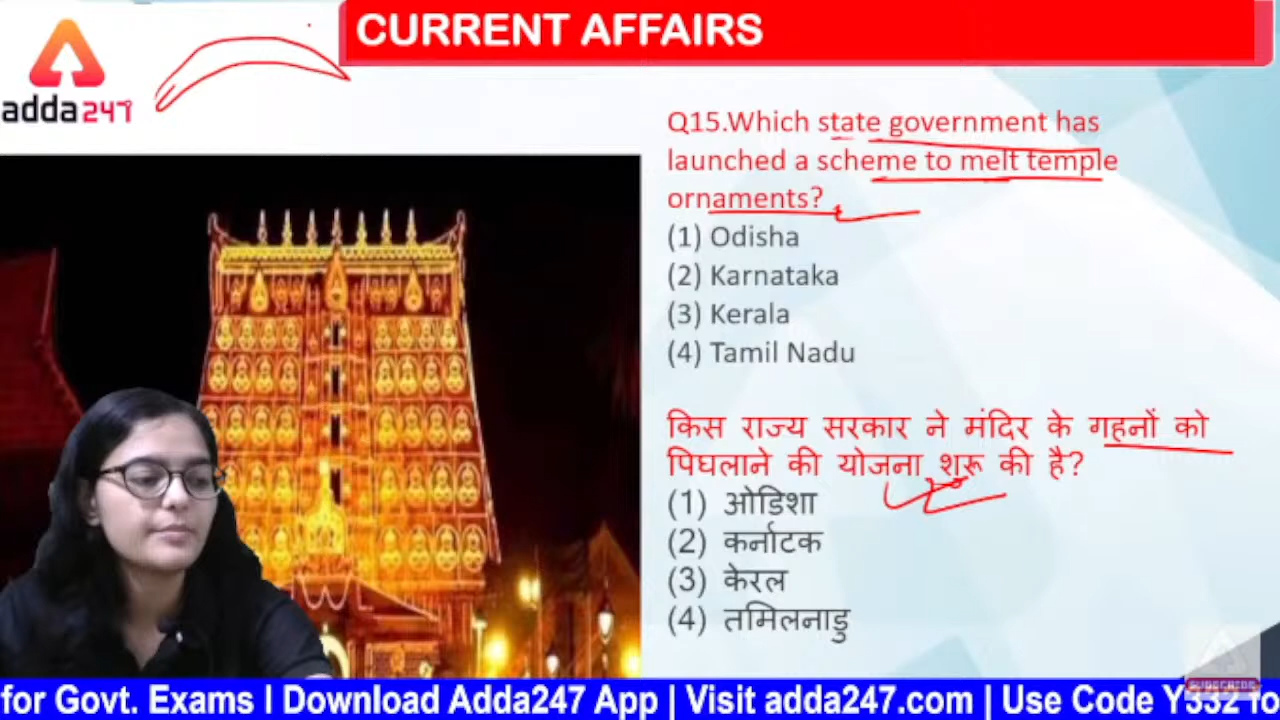 CURRENT AFFAIRS
adda247
Q15.Which state government has
launched a scheme to melt temple
ornaments?
(1) Odisha
(2) Karnataka
(3) Kerala
(4) Tamil Nadu
किस राज्य सरकार ने मंदिर के गहनों को
पिघलाने की योजना शुरू की है?
(1) ओडिशा
(2) कर्नाटक
(3) केरल
(4) तमिलनाडु
SUBSCRIBE
for Govt. Exams I Download Adda247 App | Visit adda247.com | Use Code Y332 fo